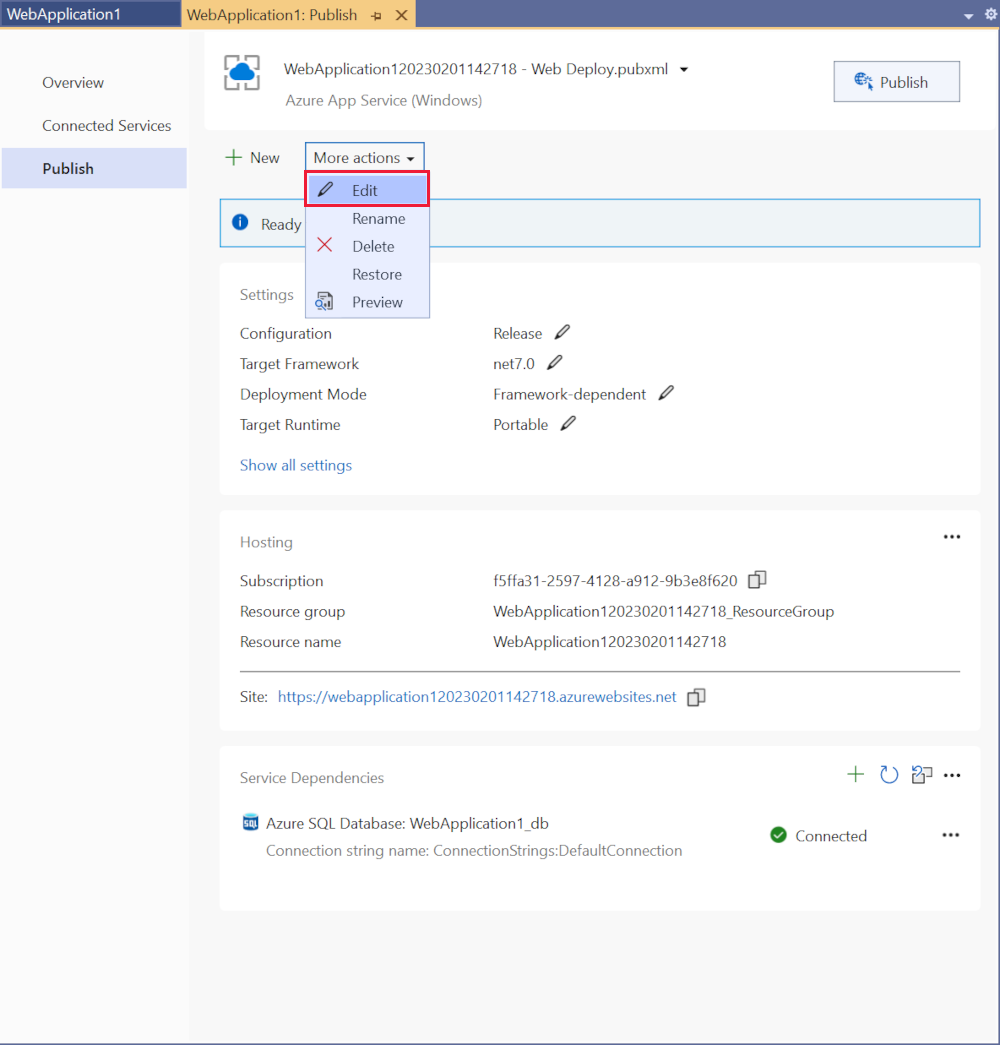 WebApplication1
WebApplication1: Publish
Overview
Connected Services
Publish
WebApplication120230201142718 - Web Deploy.pubxml
Azure App Service (Windows)
Publish
New
More actions
Edit
Rename
Delete
Restore
Preview
Ready
Settings
Configuration Release
Target Framework net7.0
Deployment Mode Framework-dependent
Target Runtime Portable
Show all settings
Hosting
Subscription f5ffa31-2597-4128-a912-9b3e8f620
Resource group WebApplication120230201142718_ResourceGroup
Resource name WebApplication120230201142718
Site: https://webapplication120230201142718.azurewebsites.net
Service Dependencies
SQL Azure SQL Database: WebApplication1_db
Connected
Connection string name: ConnectionStrings:DefaultConnection